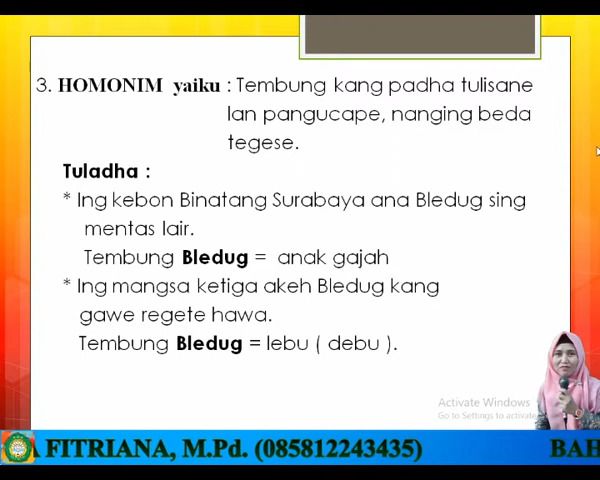 3. HOMONIM yaiku : Tembung kang padha tulisane
lan pangucape, nanging beda
tegese.
Tuladha :
* Ing kebon Binatang Surabaya ana Bledug sing
mentas lair.
Tembung Bledug = anak gajah
* Ing mangsa ketiga akeh Bledug kang
gawe regete hawa.
Tembung Bledug = lebu ( debu ).
Activate Windows
Go to Settings to activate
A FITRIANA, M.Pd. (085812243435) BAH